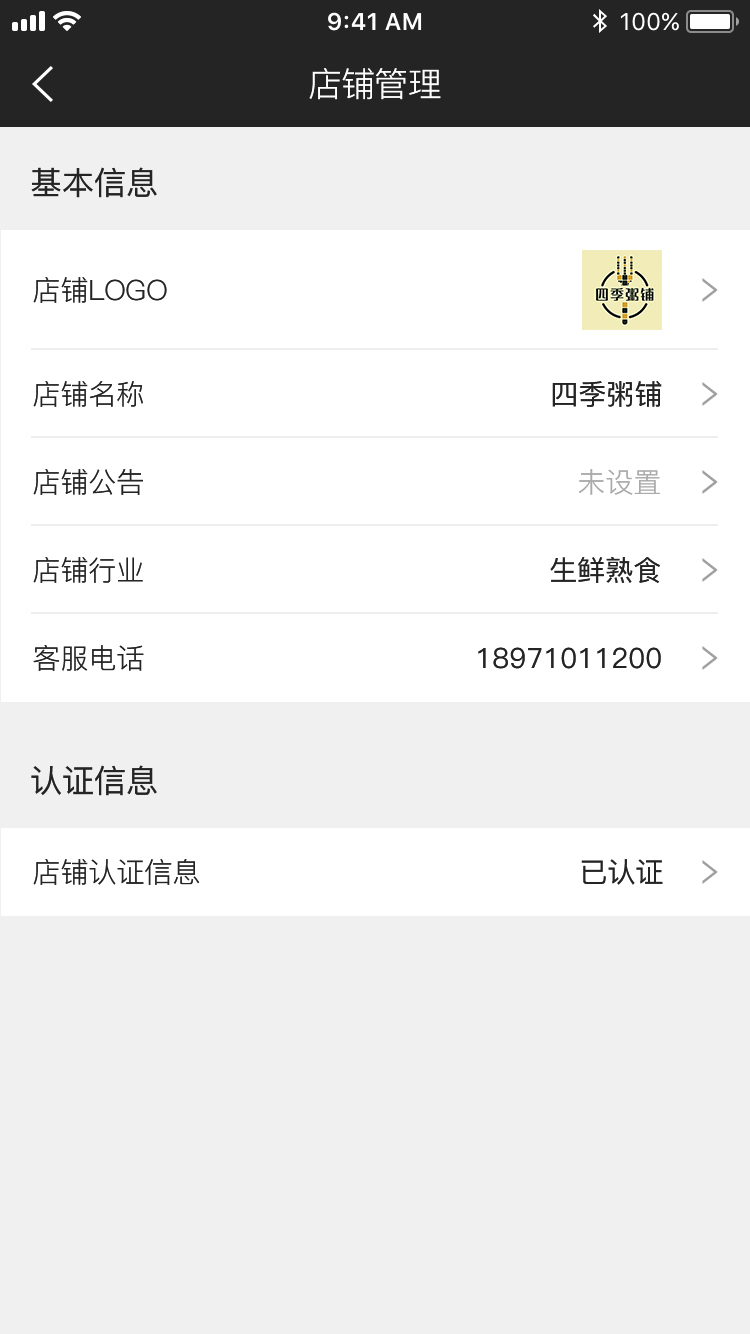 9:41 AM
100%
店铺管理
基本信息
店铺LOGO
四季粥铺
店铺名称
四季粥铺
店铺公告
未设置
店铺行业
生鲜熟食
客服电话
18971011200
认证信息
店铺认证信息
已认证